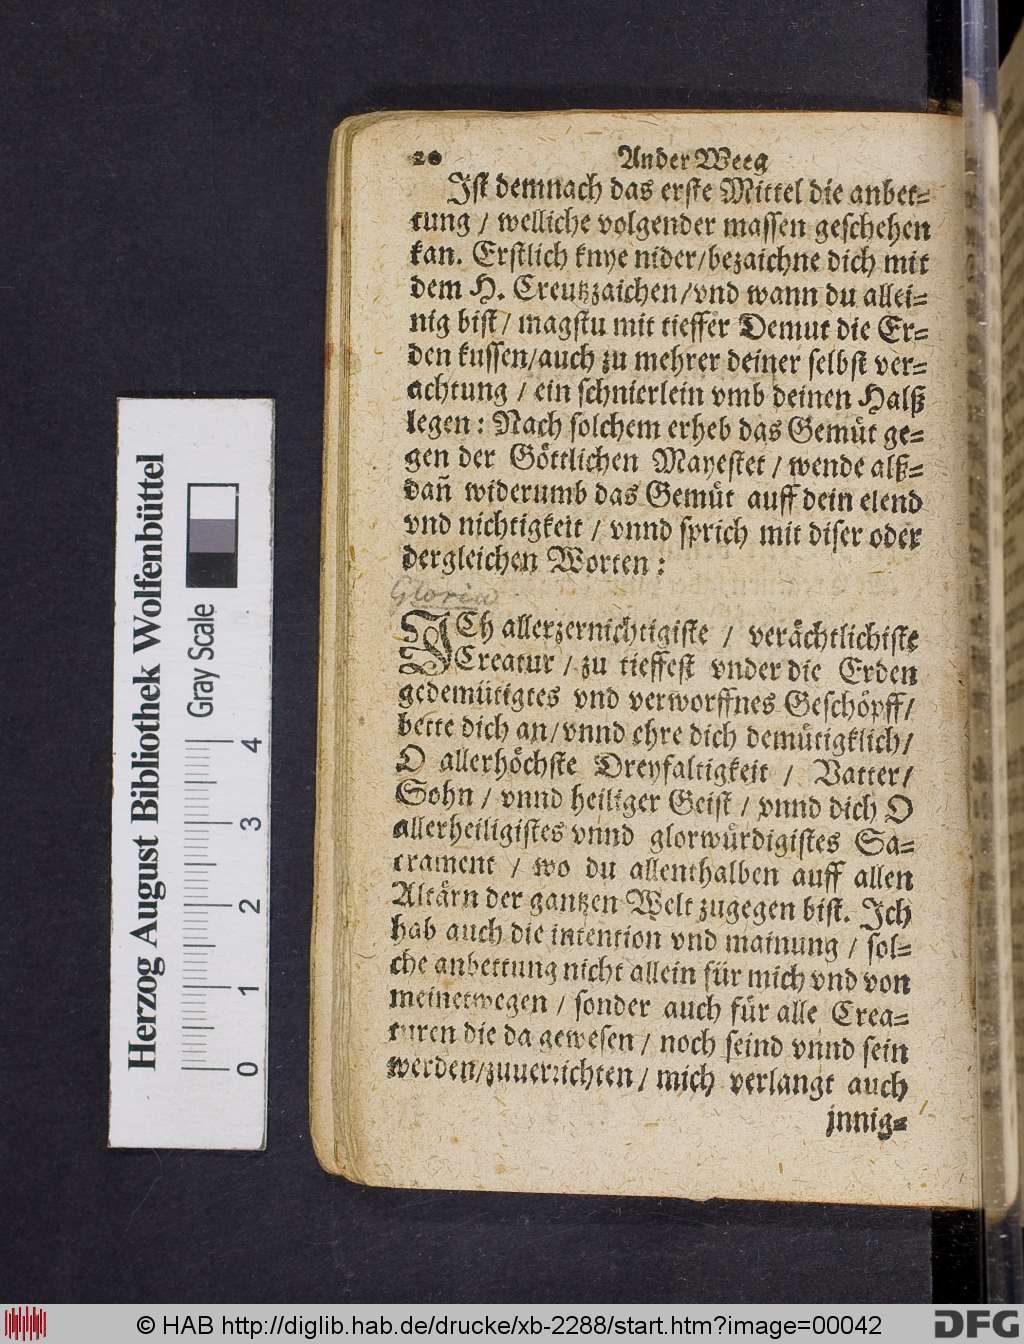 20 Ander Weeg
Ist demnach das erste Mittel die anbet=
tung / welliche volgender massen geschehen
kan. Erstlich knye nider/bezaichne dich mit
dem H. Creutzzaichen/vnd wann du allei=
nig bist/ magstu mit tieffer Demut die Er=
den kussen/auch zu mehrer deiner selbst ver=
achtung / ein schnierlein vmb deinen Halß
legen: Nach solchem erheb das Gemüt ge=
gen der Göttlichen Mayestet / wende alß=
dañ widerumb das Gemüt auff dein elend
vnd nichtigkeit / vnnd sprich mit diser oder
dergleichen Worten:
Gloria
ICh allerzernichtigiste / verächtlichiste
Creatur / zu tieffest vnder die Erden
gedemütigtes vnd verworffnes Geschöpff/
bette dich an/vnnd ehre dich demütigklich/
O allerhöchste Dreyfaltigkeit / Vatter/
Sohn / vnnd heiliger Geist / vnnd dich O
allerheiligistes vnnd glorwürdigistes Sa=
crament / wo du allenthalben auff allen
Altärn der gantzen Welt zugegen bist. Ich
hab auch die intention vnd mainung / sol=
che anbettung nicht allein für mich vnd von
meinetwegen / sonder auch für alle Crea=
turen die da gewesen / noch seind vnnd sein
werden/zuuerrichten/ mich verlangt auch
jnnig=
Herzog August Bibliothek Wolfenbüttel
Gray Scale
0 1 2 3 4
© HAB http://diglib.hab.de/drucke/xb-2288/start.htm?image=00042
DFG